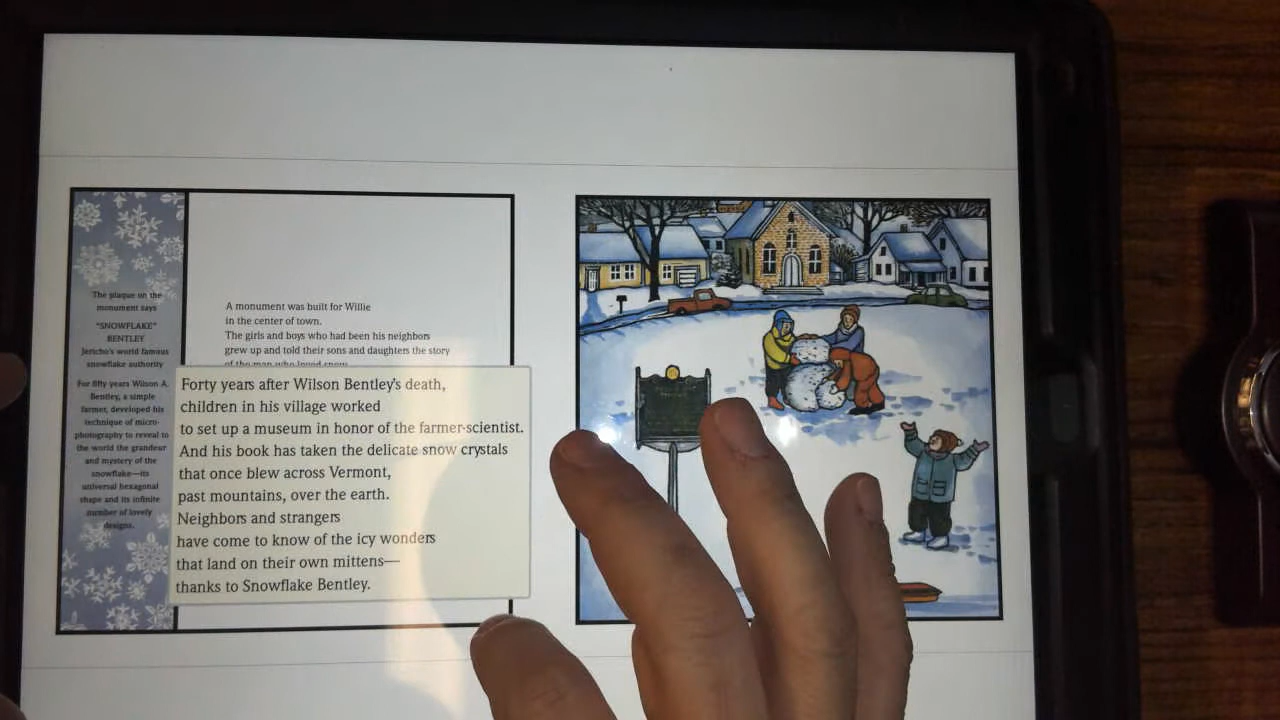 The plaque on the
monument says
"SNOWFLAKE"
BENTLEY
Jericho's world famous
snowflake authority
For fifty years Wilson A.
Bentley, a simple
farmer, developed his
technique of micro-
photography to reveal to
the world the grandeur
and mystery of the
snowflake—its
universal hexagonal
shape and its infinite
number of lovely
designs.
A monument was built for Willie
in the center of town.
The girls and boys who had been his neighbors
grew up and told their sons and daughters the story
of the man who loved snow.
Forty years after Wilson Bentley's death,
children in his village worked
to set up a museum in honor of the farmer-scientist.
And his book has taken the delicate snow crystals
that once blew across Vermont,
past mountains, over the earth.
Neighbors and strangers
have come to know of the icy wonders
that land on their own mittens—
thanks to Snowflake Bentley.